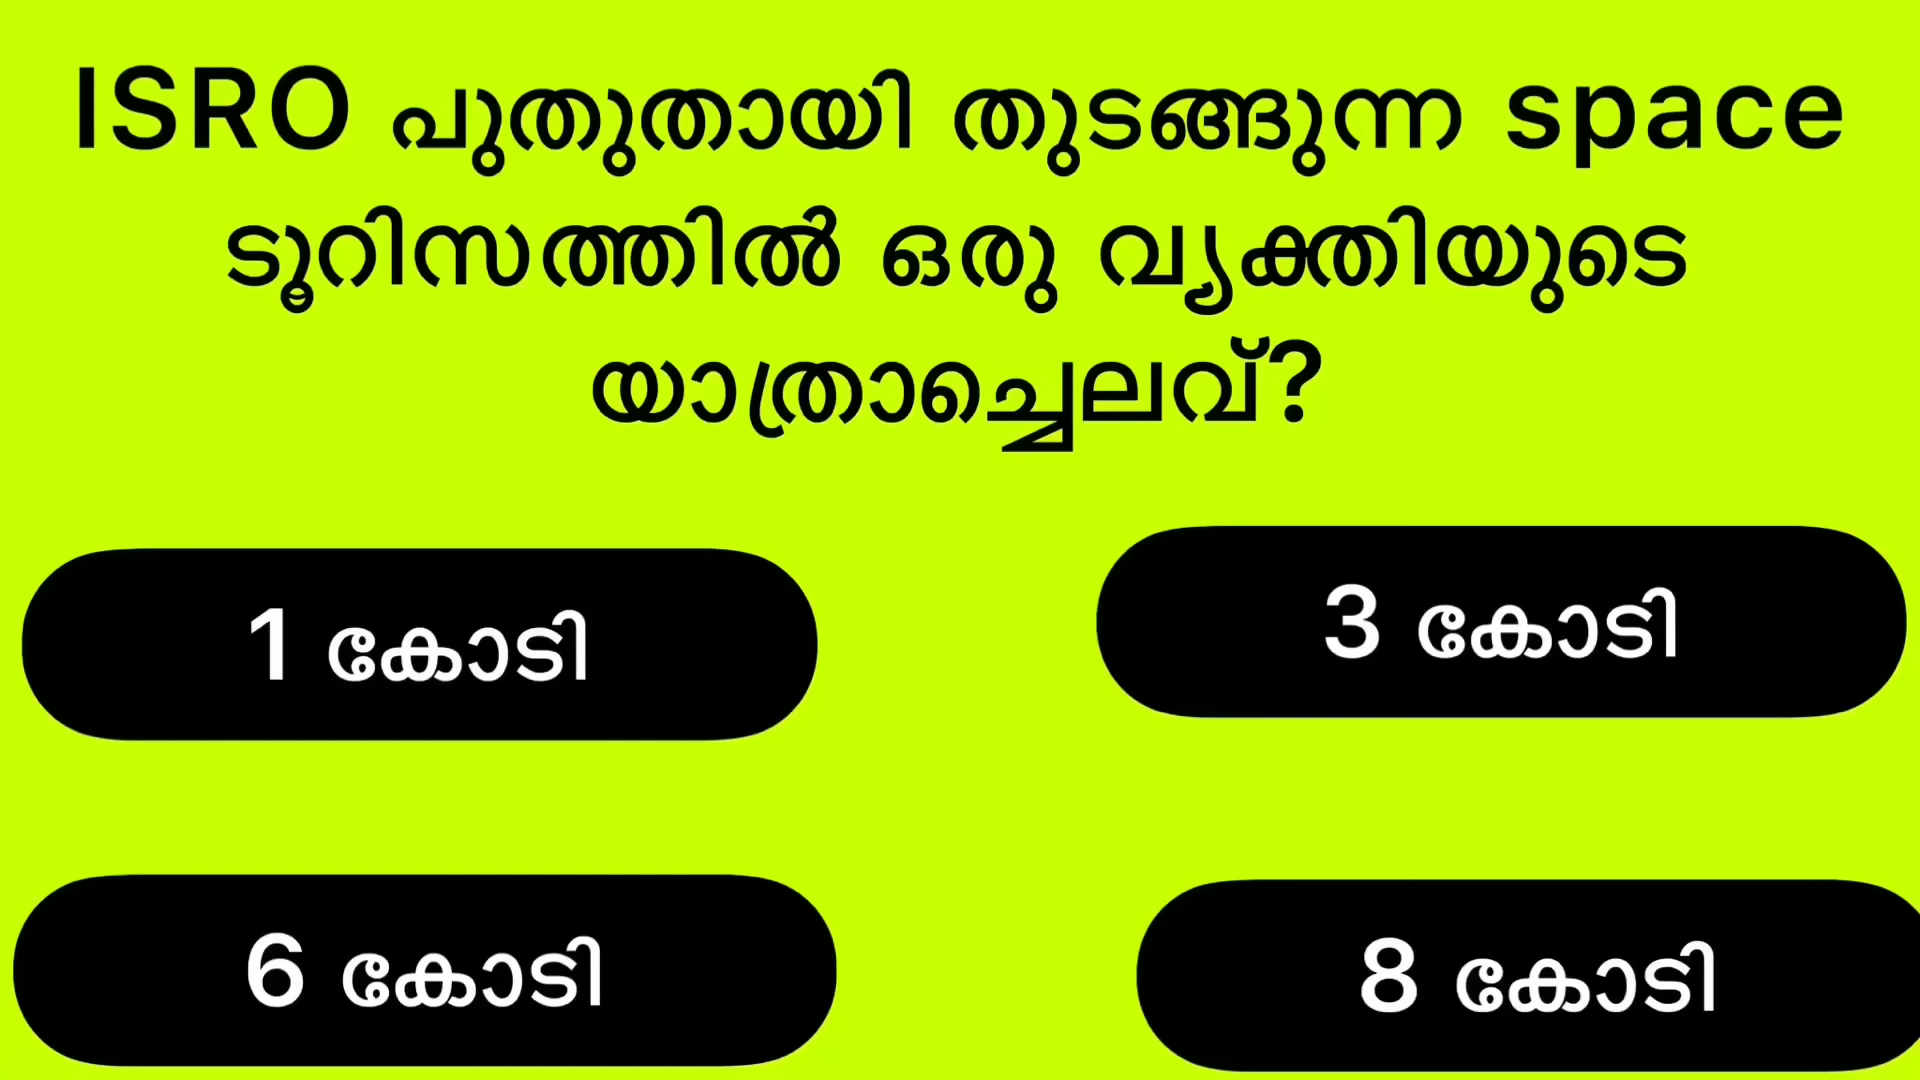 ISRO പുതുതായി തുടങ്ങുന്ന space
ടൂറിസത്തിൽ ഒരു വ്യക്തിയുടെ
യാത്രാച്ചെലവ്?
1 കോടി
3 കോടി
6 കോടി
8 കോടി